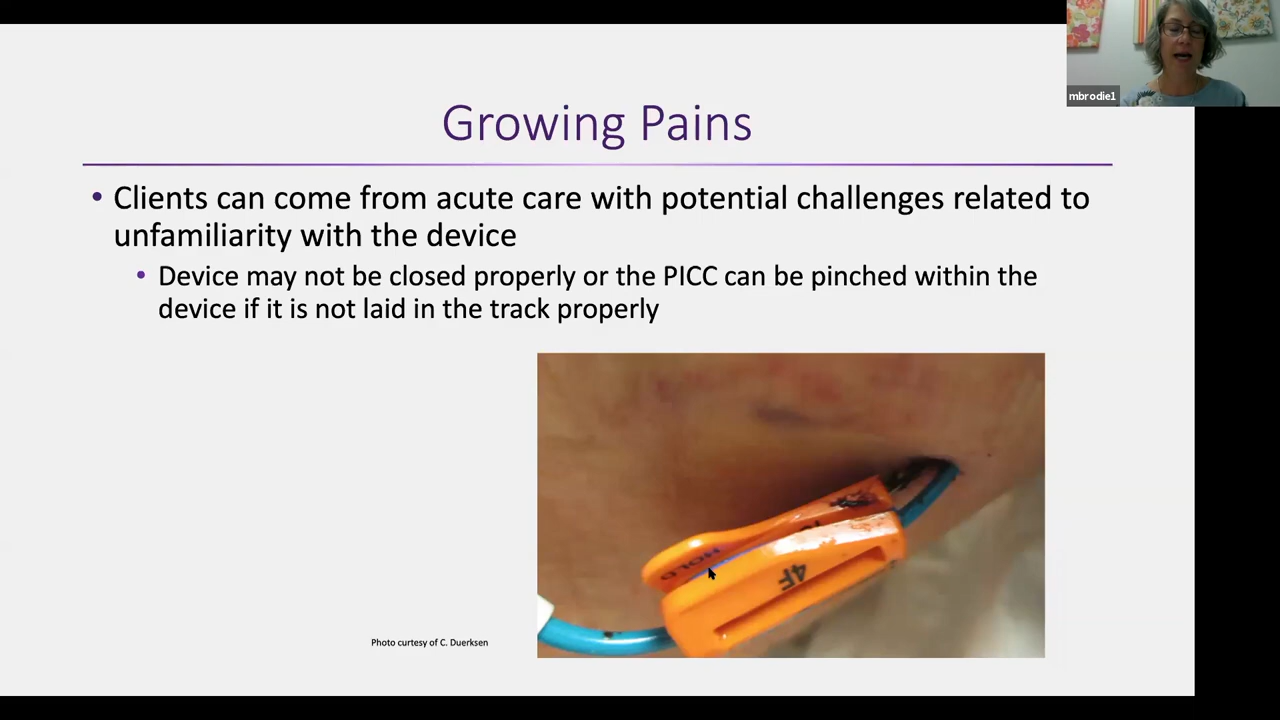 mbrodie1
Growing Pains
• Clients can come from acute care with potential challenges related to
unfamiliarity with the device
• Device may not be closed properly or the PICC can be pinched within the
device if it is not laid in the track properly
HOLD
4F
Photo curtesy of C. Duerksen